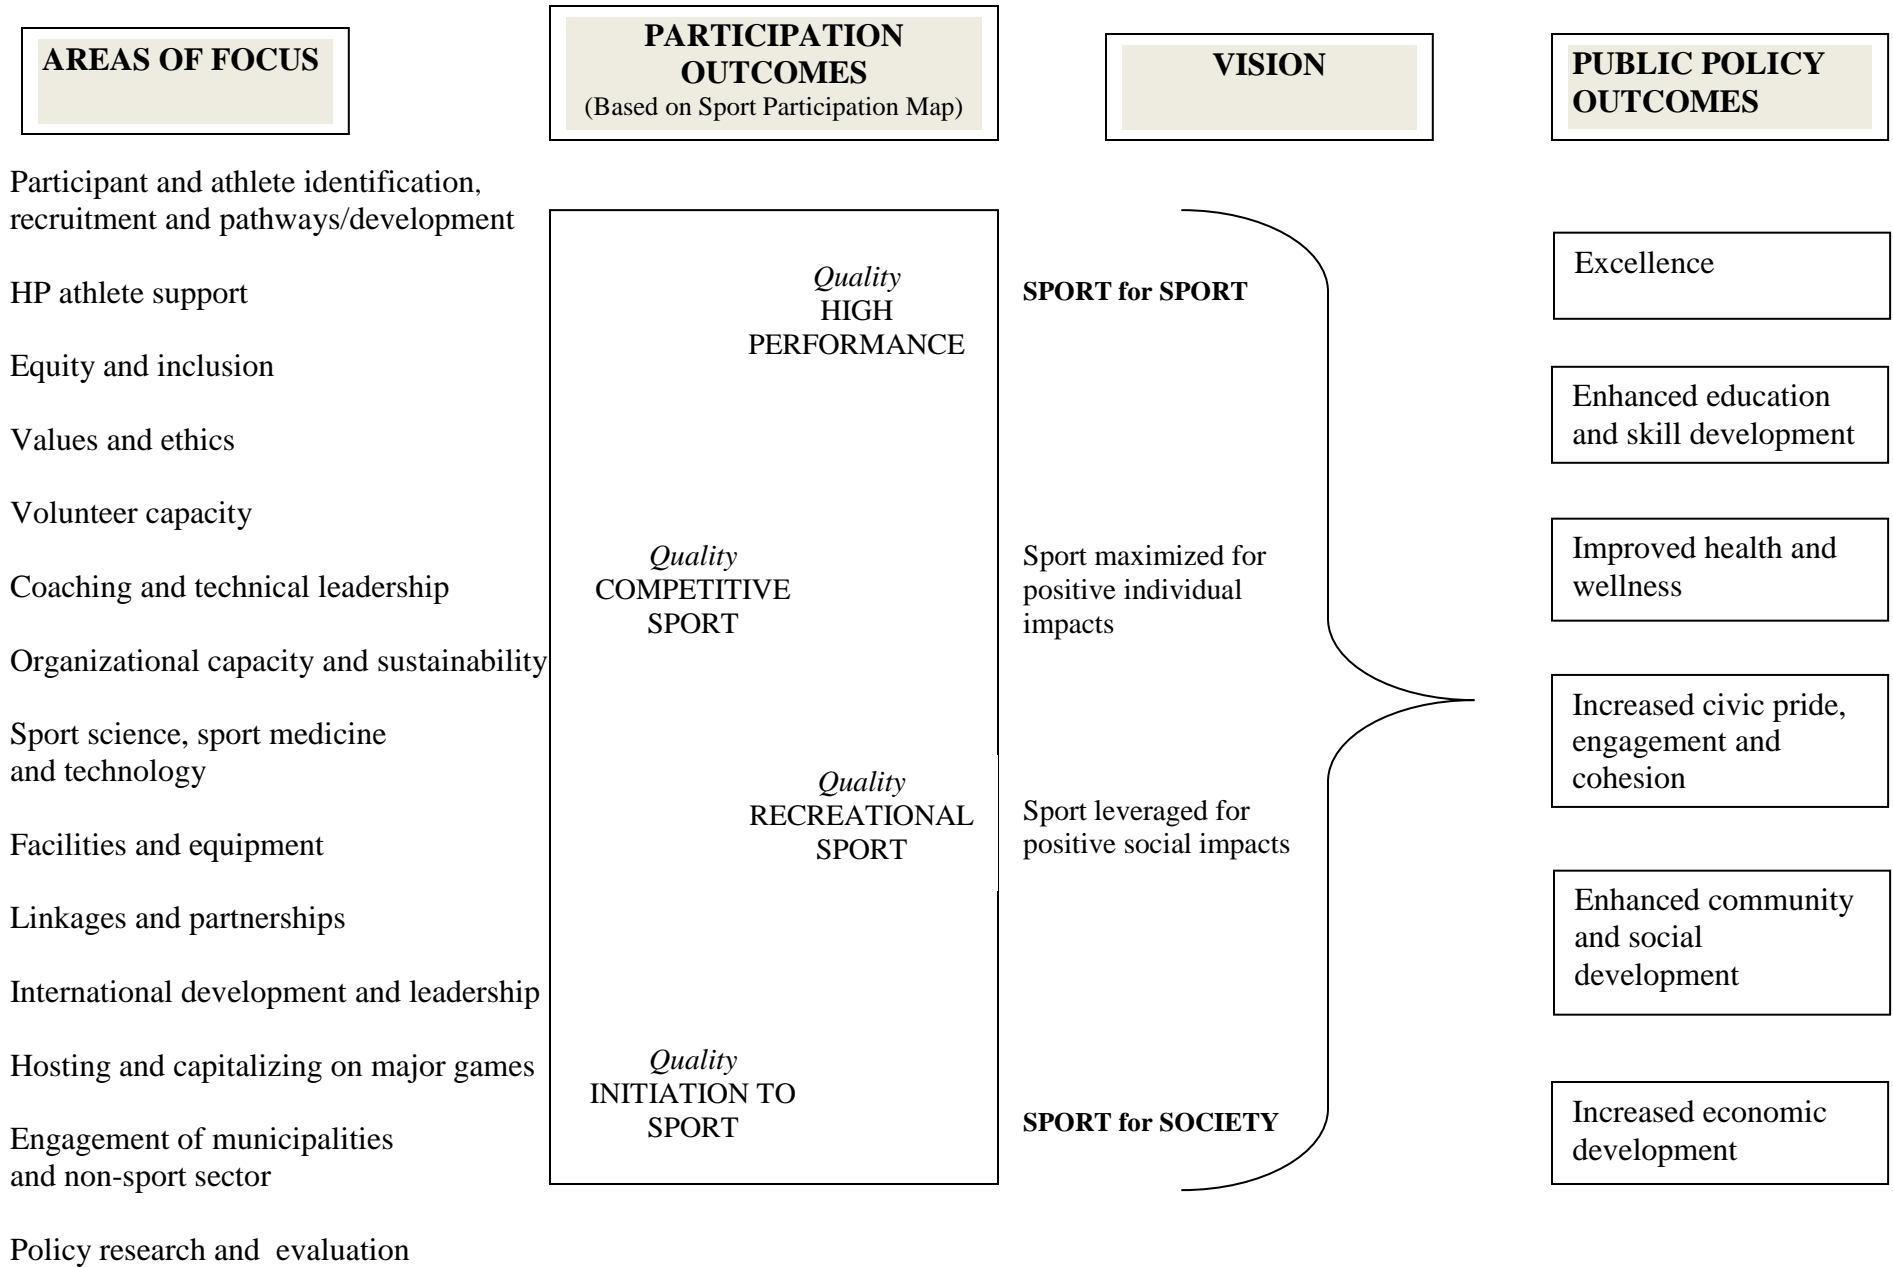 AREAS OF FOCUS
PARTICIPATION
OUTCOMES
(Based on Sport Participation Map)
VISION
PUBLIC POLICY
OUTCOMES
Participant and athlete identification,
recruitment and pathways/development
HP athlete support
Equity and inclusion
Values and ethics
Volunteer capacity
Coaching and technical leadership
Organizational capacity and sustainability
Sport science, sport medicine
and technology
Facilities and equipment
Linkages and partnerships
International development and leadership
Hosting and capitalizing on major games
Engagement of municipalities
and non-sport sector
Policy research and evaluation
Quality
HIGH
PERFORMANCE
Quality
COMPETITIVE
SPORT
Quality
RECREATIONAL
SPORT
Quality
INITIATION TO
SPORT
SPORT for SPORT
Sport maximized for
positive individual
impacts
Sport leveraged for
positive social impacts
SPORT for SOCIETY
Excellence
Enhanced education
and skill development
Improved health and
wellness
Increased civic pride,
engagement and
cohesion
Enhanced community
and social
development
Increased economic
development